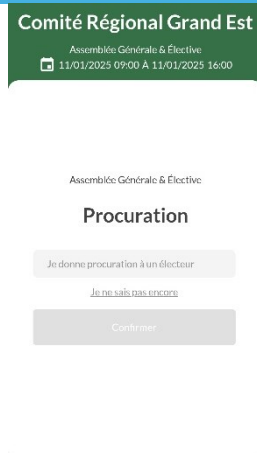 Comité Régional Grand Est
Assemblée Générale & Élective
11/01/2025 09:00 À 11/01/2025 16:00
Assemblée Générale & Élective
Procuration
Je donne procuration à un électeur
Je ne sais pas encore
Confirmer